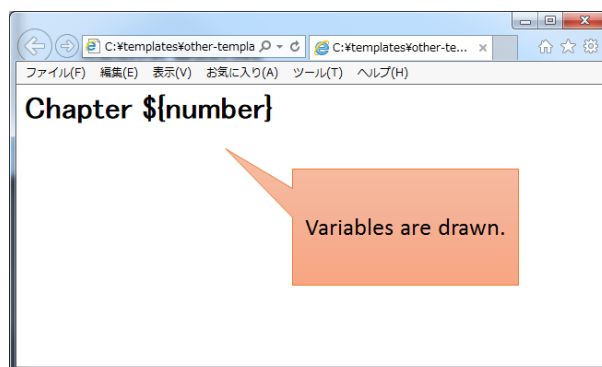 C:¥templates¥other-templa
C:¥templates¥other-te...
ファイル(F) 編集(E) 表示(V) お気に入り(A) ツール(T) ヘルプ(H)
Chapter ${number}
Variables are drawn.